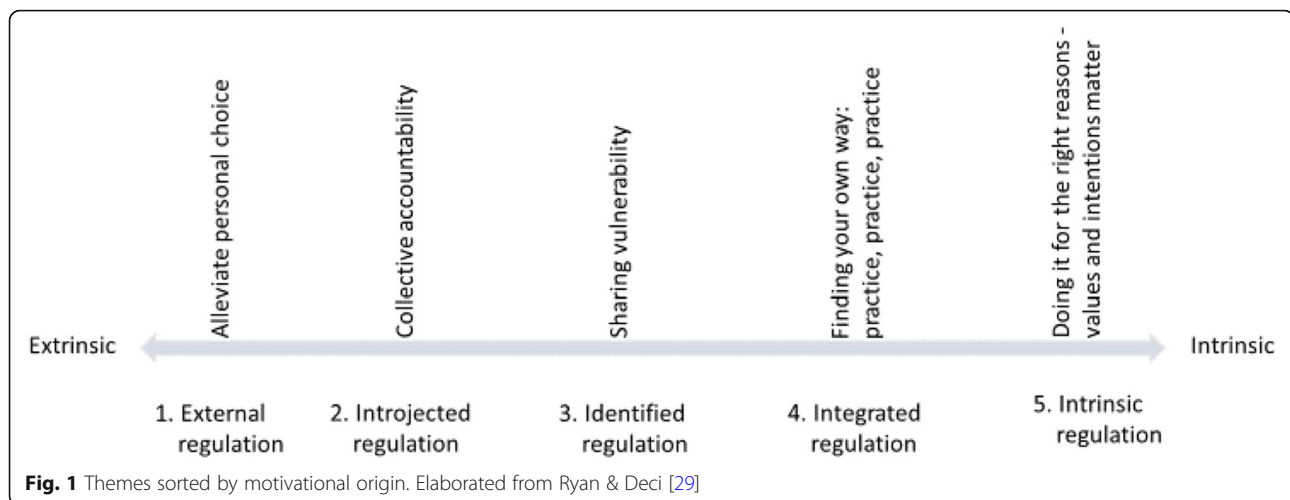 Alleviate personal choice
Collective accountability
Sharing vulnerability
Finding your own way:
practice, practice, practice
Doing it for the right reasons -
values and intentions matter
Extrinsic
Intrinsic
1. External
regulation
2. Introjected
regulation
3. Identified
regulation
4. Integrated
regulation
5. Intrinsic
regulation
Fig. 1 Themes sorted by motivational origin. Elaborated from Ryan & Deci [29]